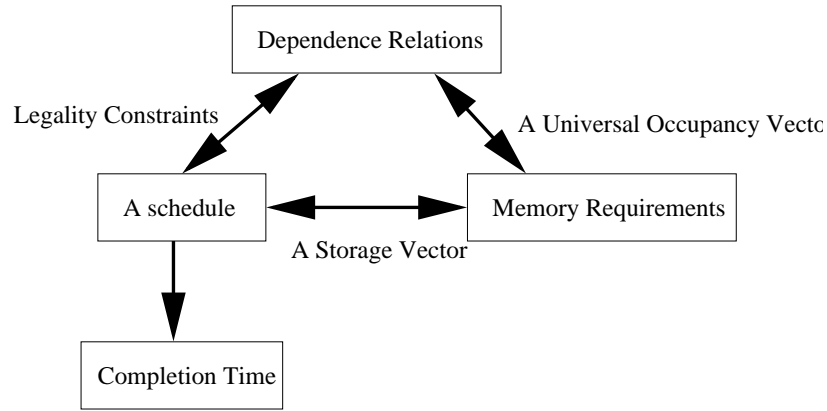 Dependence Relations
Legality Constraints
A Universal Occupancy Vecto
A schedule
Memory Requirements
A Storage Vector
Completion Time